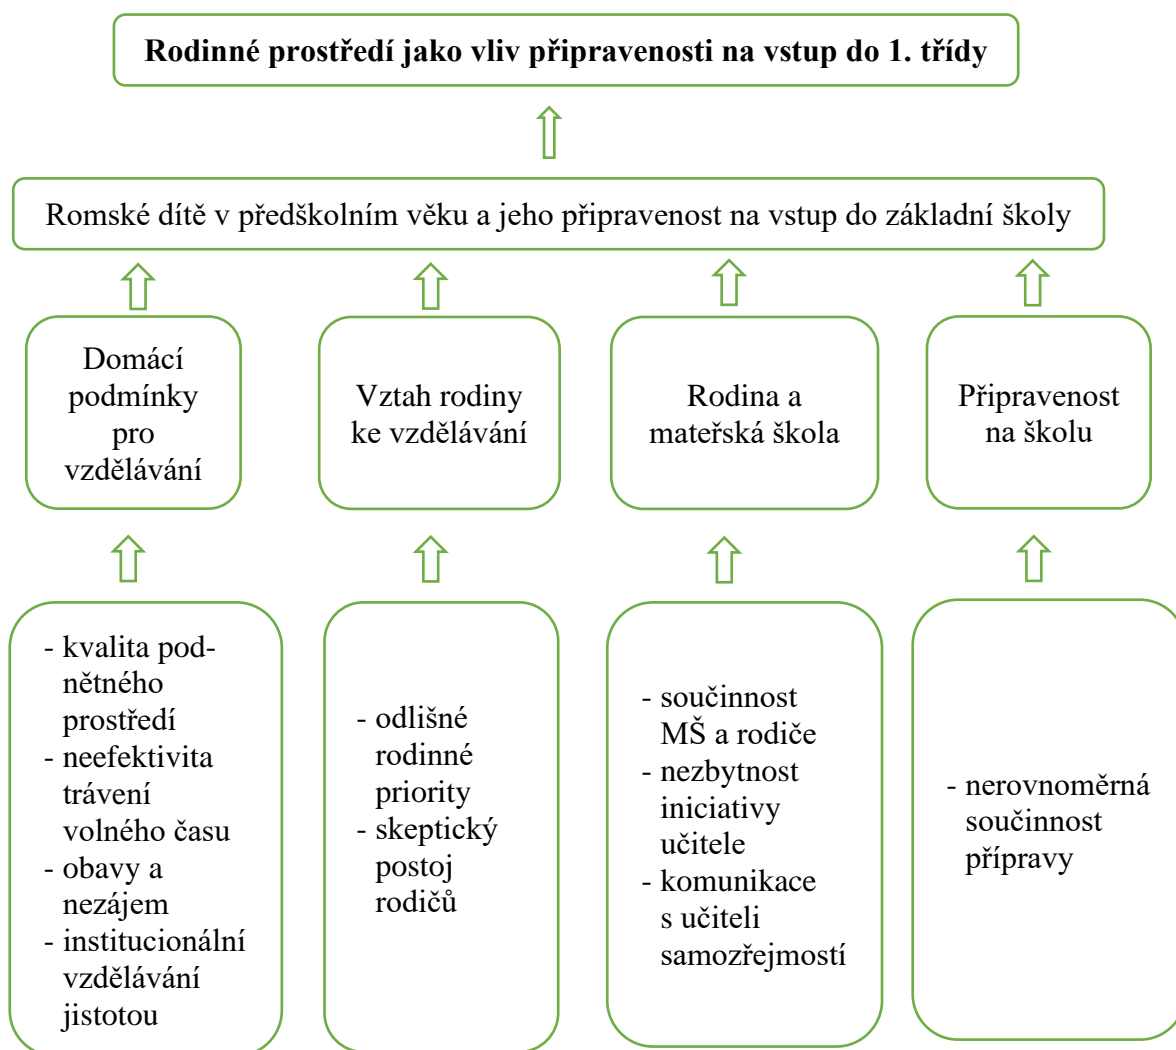 Rodinné prostředí jako vliv připravenosti na vstup do 1. třídy
Romské dítě v předškolním věku a jeho připravenost na vstup do základní školy
Domácí
podmínky
pro
vzdělávání
Vztah rodiny
ke vzdělávání
Rodina a
mateřská škola
Připravenost
na školu
- kvalita pod-
nětného
prostředí
- neefektivita
trávení
volného času
- obavy a
nezájem
- institucionální
vzdělávání
jistotou
- odlišné
rodinné
priority
- skeptický
postoj
rodičů
- součinnost
MŠ a rodiče
- nezbytnost
iniciativy
učitele
- komunikace
s učiteli
samozřejmostí
- nerovnoměrná
součinnost
přípravy